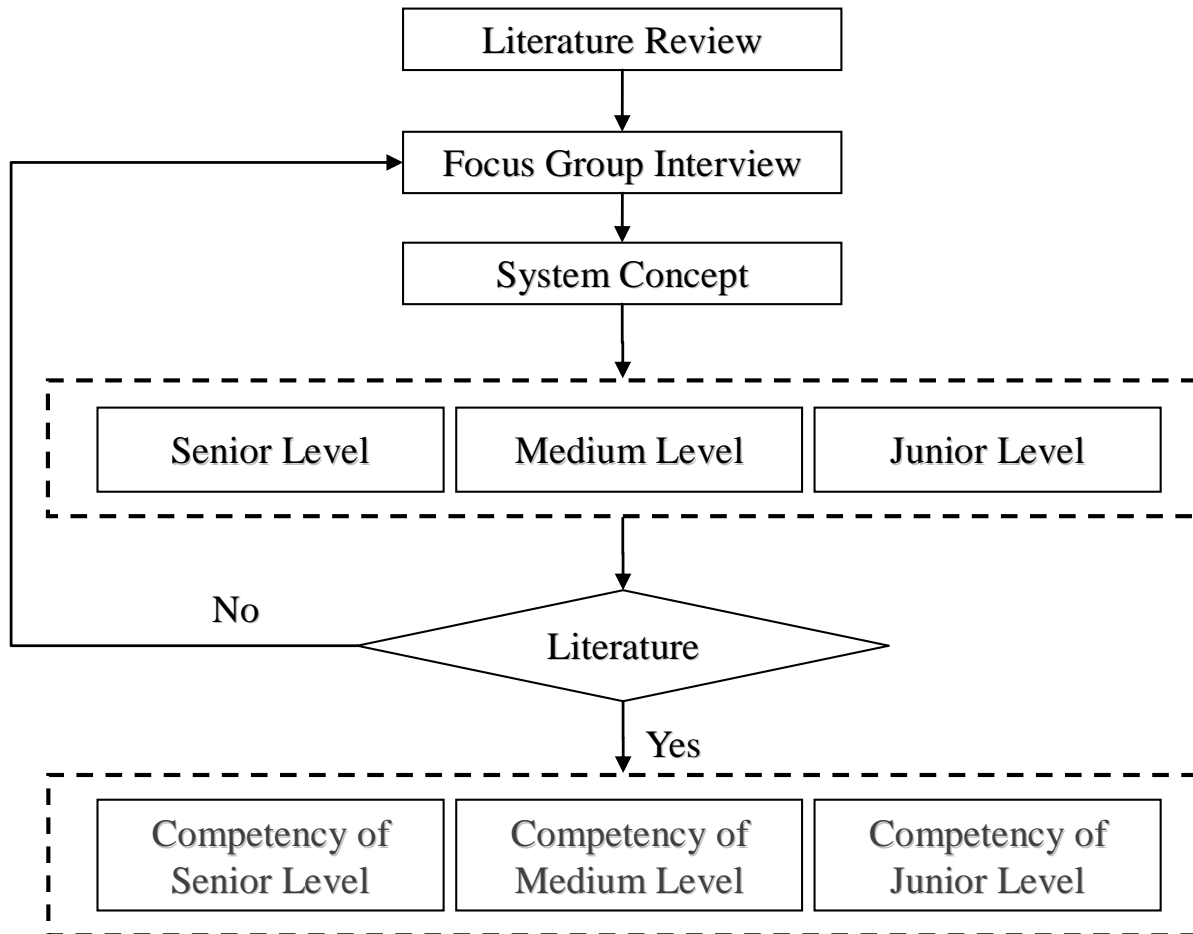 Literature Review
Focus Group Interview
System Concept
Senior Level
Medium Level
Junior Level
No
Literature
Yes
Competency of
Senior Level
Competency of
Medium Level
Competency of
Junior Level